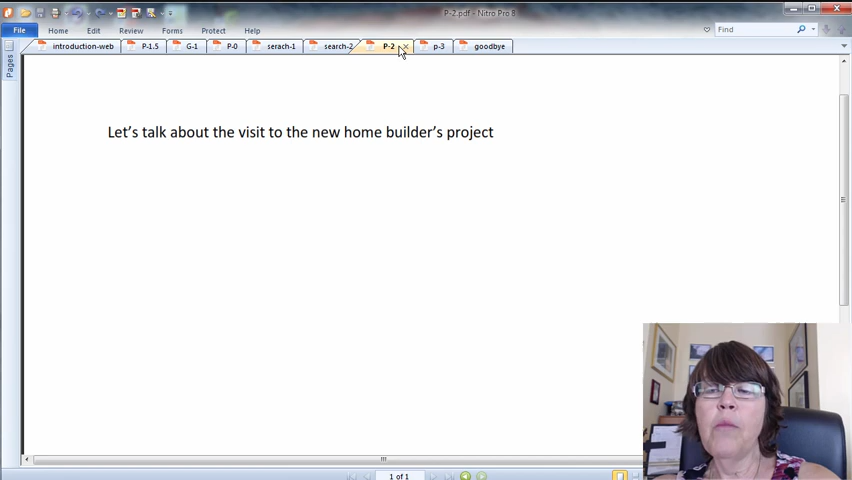 P-2.pdf - Nitro Pro 8
File Home Edit Review Forms Protect Help Find
introduction-web P-1.5 G-1 P-0 serach-1 search-2 P-2 p-3 goodbye
Pages
Let's talk about the visit to the new home builder's project
1 of 1